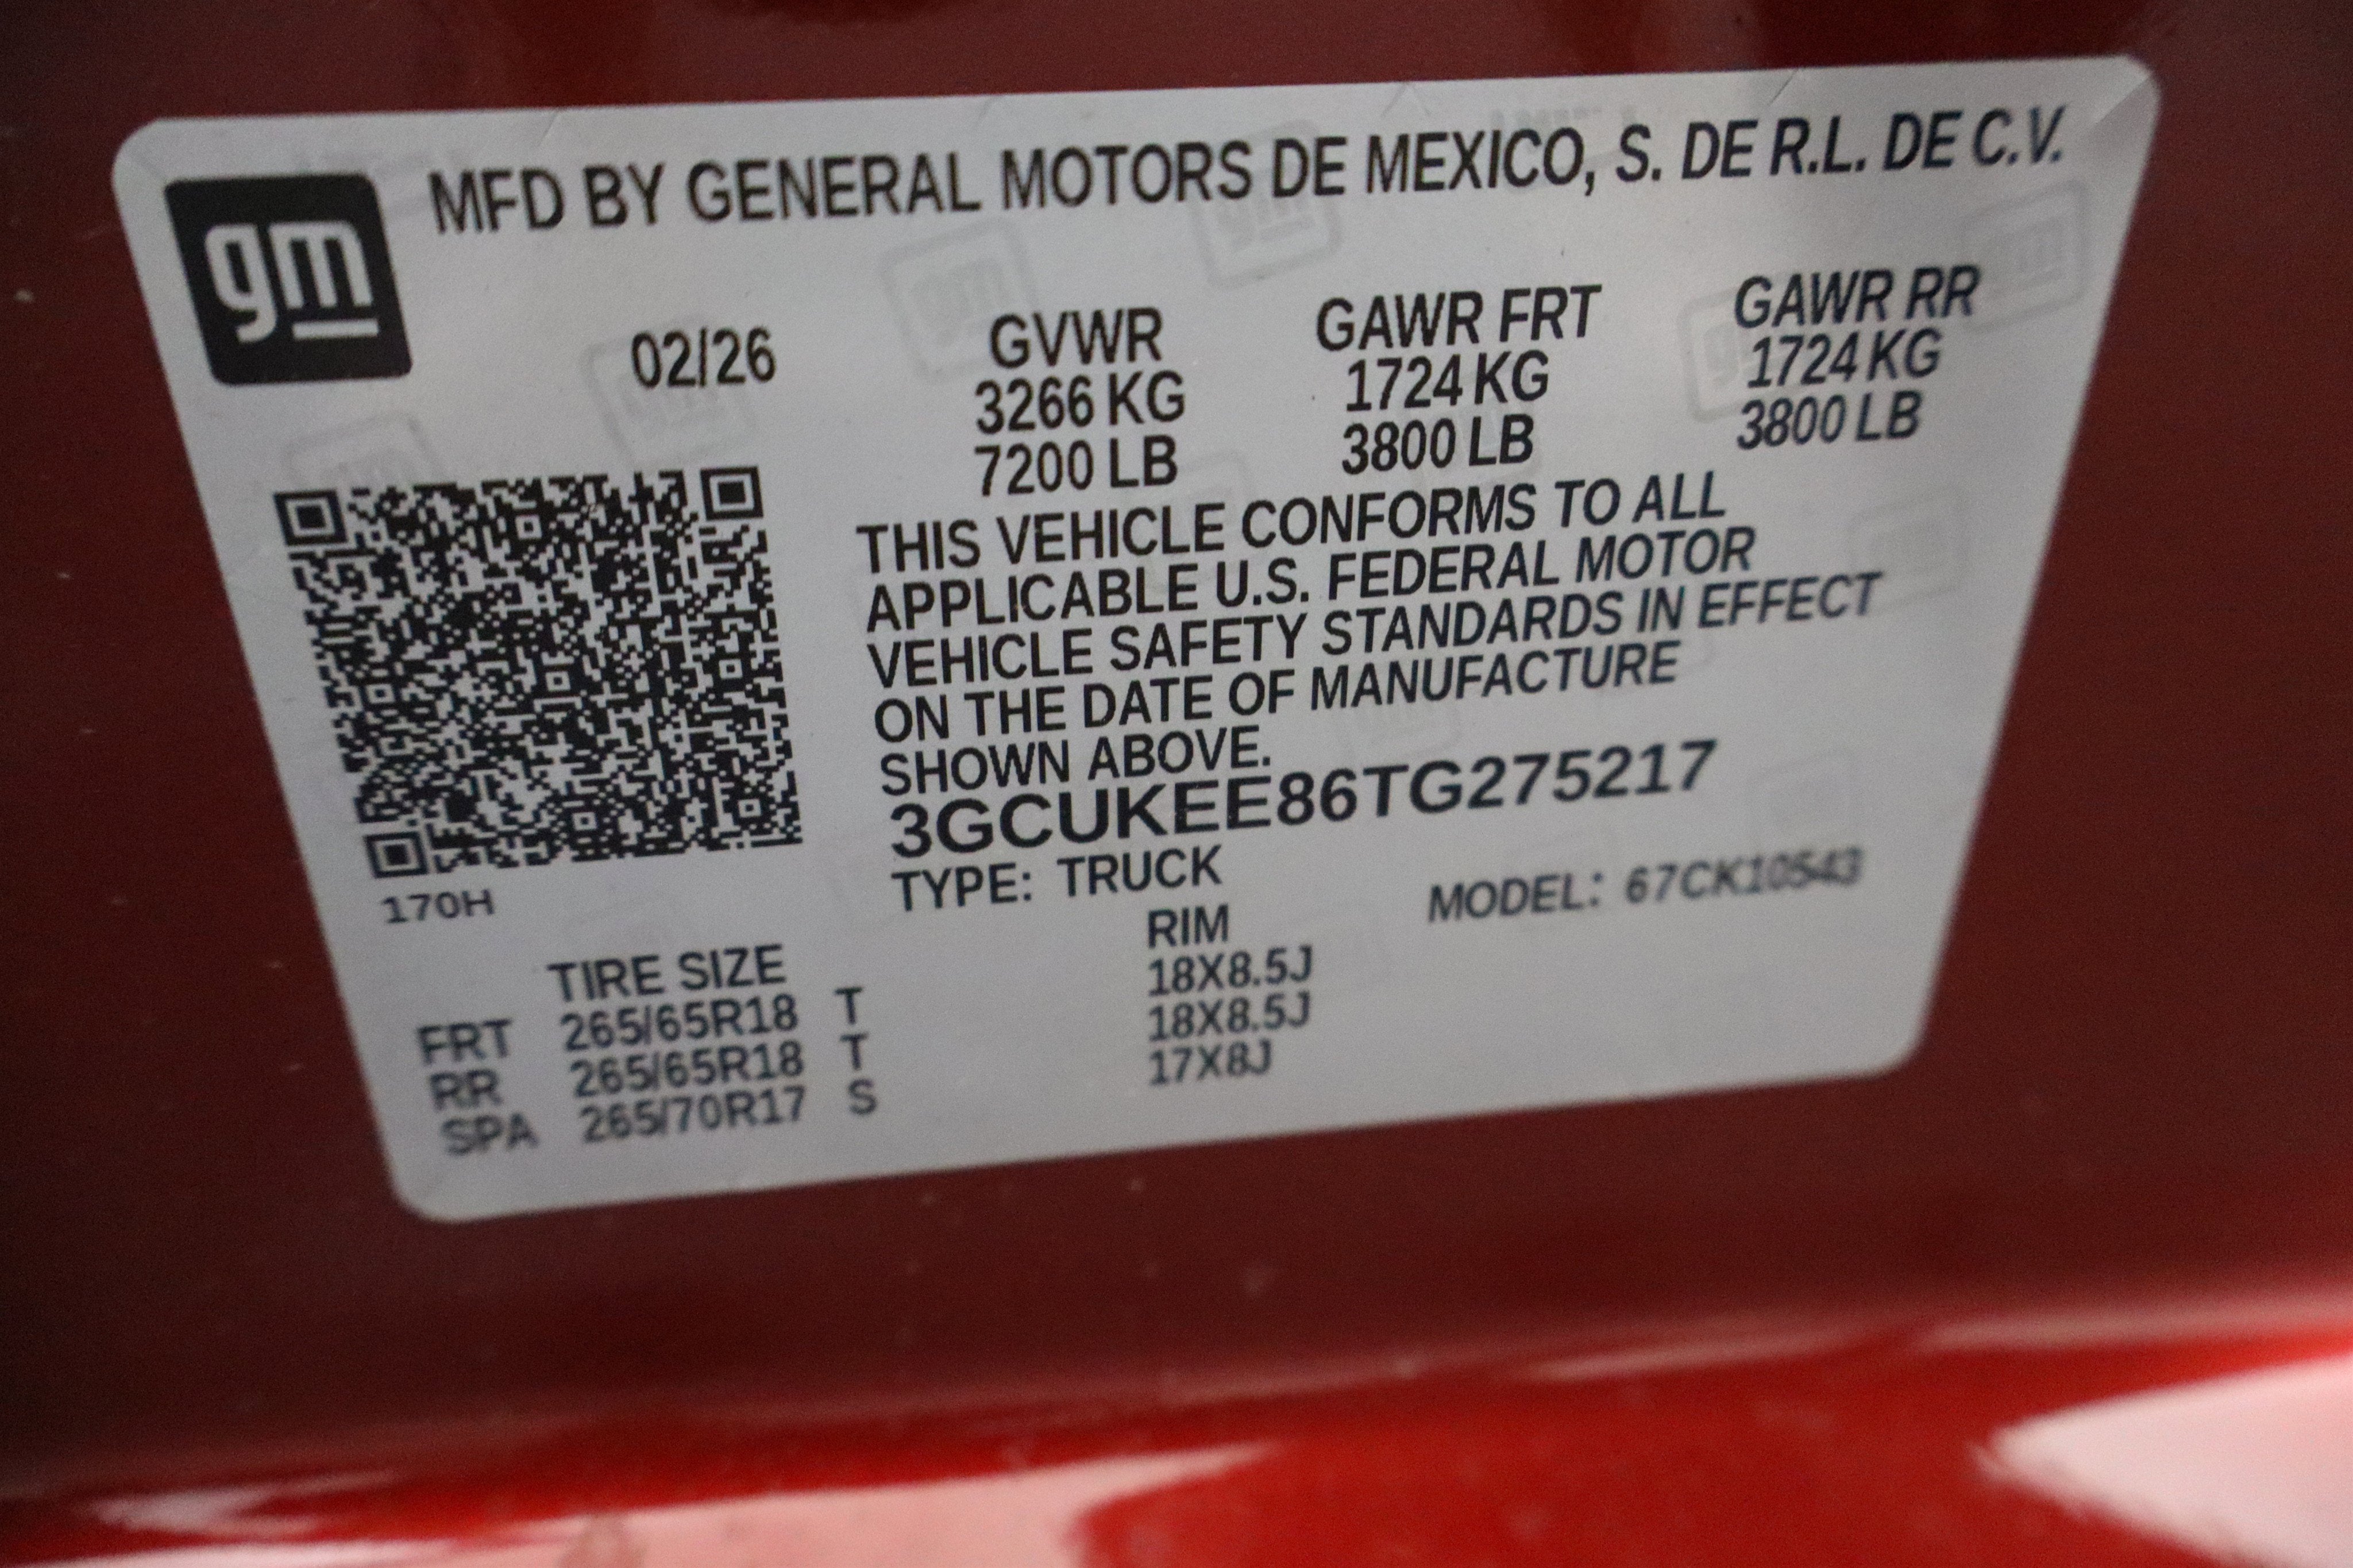 gm
MFD BY GENERAL MOTORS DE MEXICO, S. DE R.L. DE C.V.
02/26
GVWR GAWR FRT GAWR RR
3266 KG 1724 KG 1724 KG
7200 LB 3800 LB 3800 LB
THIS VEHICLE CONFORMS TO ALL
APPLICABLE U.S. FEDERAL MOTOR
VEHICLE SAFETY STANDARDS IN EFFECT
ON THE DATE OF MANUFACTURE
SHOWN ABOVE.
3GCUKEE86TG275217
TYPE: TRUCK MODEL: 67CK10543
170H
TIRE SIZE RIM
FRT 265/65R18 T 18X8.5J
RR 265/65R18 T 18X8.5J
SPA 265/70R17 S 17X8J